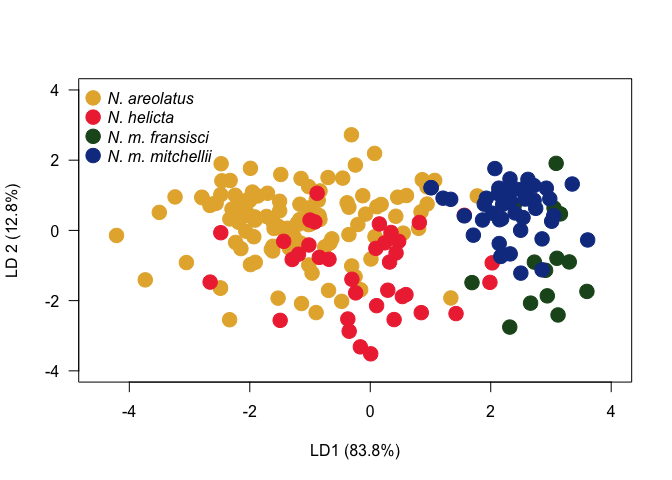 N. areolatus
N. helicta
N. m. fransisci
N. m. mitchellii
4
2
0
-2
-4
LD 2 (12.8%)
-4 -2 0 2 4
LD1 (83.8%)